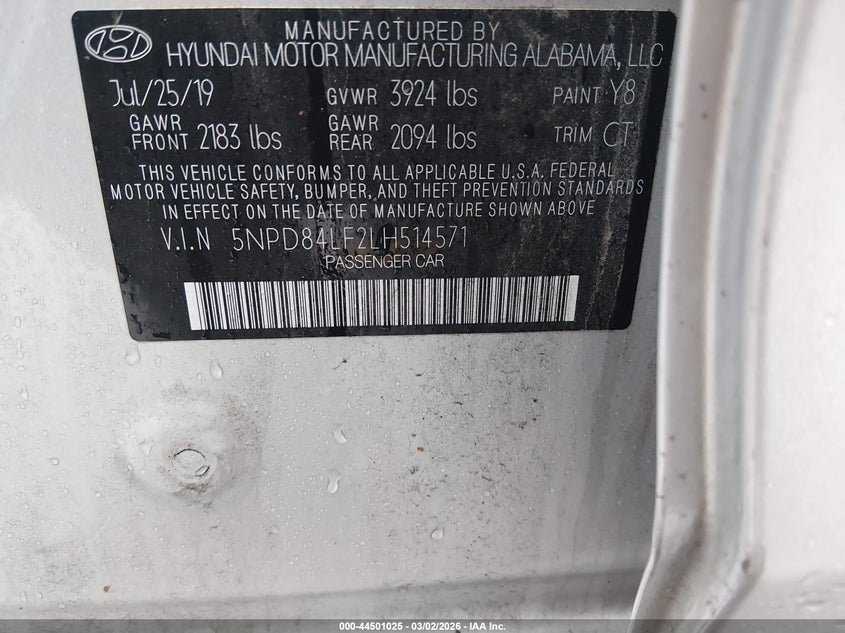 MANUFACTURED BY
HYUNDAI MOTOR MANUFACTURING ALABAMA, LLC
Jul/25/19 GVWR 3924 lbs PAINT Y8
GAWR FRONT 2183 lbs GAWR REAR 2094 lbs TRIM CT
THIS VEHICLE CONFORMS TO ALL APPLICABLE U.S.A. FEDERAL
MOTOR VEHICLE SAFETY, BUMPER, AND THEFT PREVENTION STANDARDS
IN EFFECT ON THE DATE OF MANUFACTURE SHOWN ABOVE
V.I.N 5NPD84LF2LH514571
PASSENGER CAR
000-44501025 - 03/02/2026 - IAA Inc.